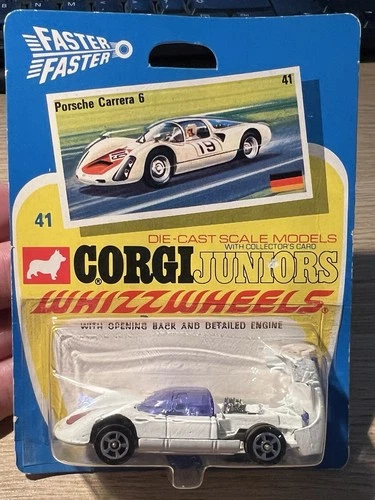 FASTER
FASTER
Porsche Carrera 6
41
19
41
DIE-CAST SCALE MODELS
WITH COLLECTOR'S CARD
CORGI JUNIORS
WHIZZWHEELS
WITH OPENING BACK AND DETAILED ENGINE